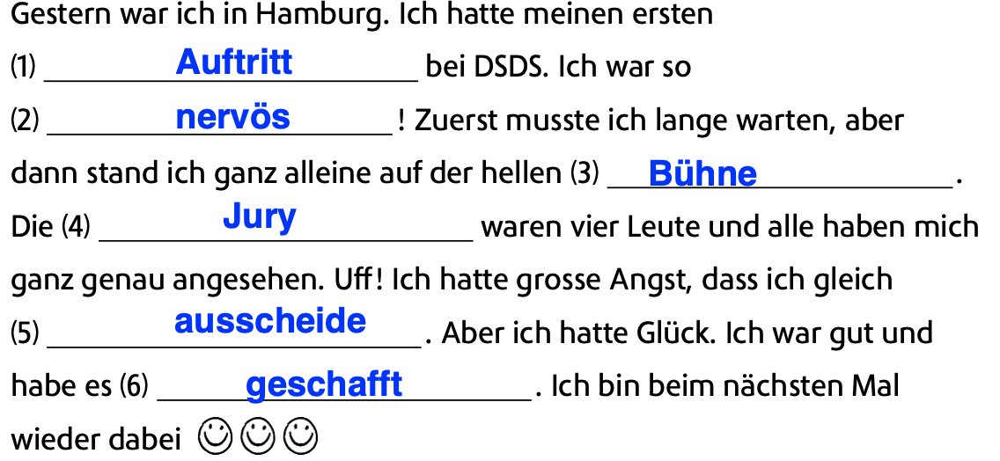 Gestern war ich in Hamburg. Ich hatte meinen ersten
(1) Auftritt bei DSDS. Ich war so
(2) nervös ! Zuerst musste ich lange warten, aber
dann stand ich ganz alleine auf der hellen (3) Bühne .
Die (4) Jury waren vier Leute und alle haben mich
ganz genau angesehen. Uff! Ich hatte grosse Angst, dass ich gleich
(5) ausscheide . Aber ich hatte Glück. Ich war gut und
habe es (6) geschafft . Ich bin beim nächsten Mal
wieder dabei ☺☺☺